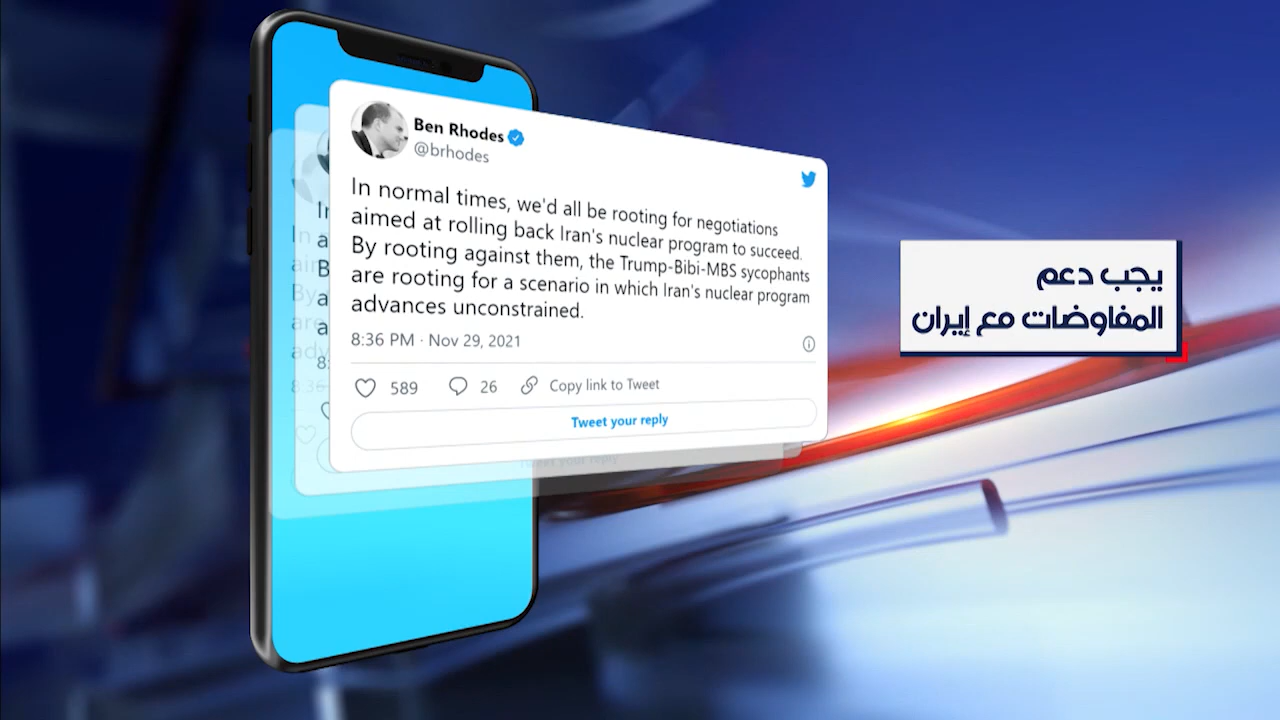 Ben Rhodes
@brhodes
In normal times, we'd all be rooting for negotiations
aimed at rolling back Iran's nuclear program to succeed.
By rooting against them, the Trump-Bibi-MBS sycophants
are rooting for a scenario in which Iran's nuclear program
advances unconstrained.
8:36 PM · Nov 29, 2021
589 26 Copy link to Tweet
Tweet your reply
يجب دعم
المفاوضات مع إيران